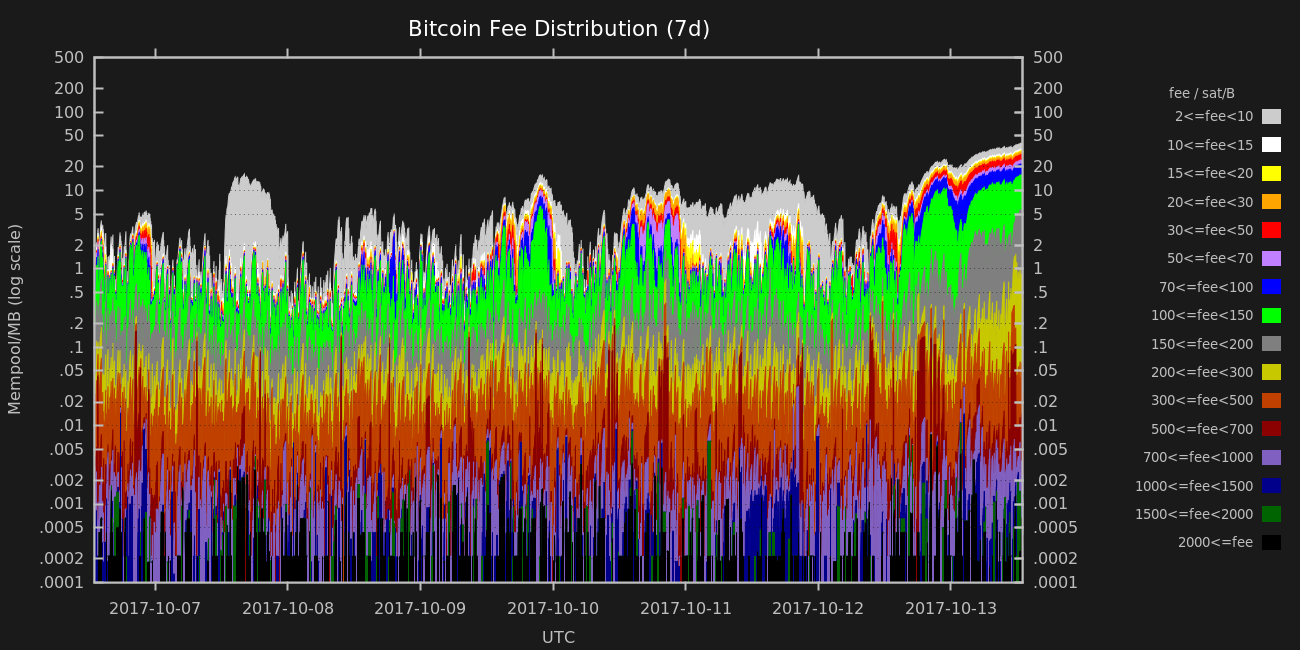 Bitcoin Fee Distribution (7d)
500
200
100
50
20
10
5
2
1
.5
.2
.1
.05
.02
.01
.005
.002
.001
.0005
.0002
.0001
Mempool/MB (log scale)
500
200
100
50
20
10
5
2
1
.5
.2
.1
.05
.02
.01
.005
.002
.001
.0005
.0002
.0001
2017-10-07 2017-10-08 2017-10-09 2017-10-10 2017-10-11 2017-10-12 2017-10-13
UTC
fee / sat/B
2<=fee<10
10<=fee<15
15<=fee<20
20<=fee<30
30<=fee<50
50<=fee<70
70<=fee<100
100<=fee<150
150<=fee<200
200<=fee<300
300<=fee<500
500<=fee<700
700<=fee<1000
1000<=fee<1500
1500<=fee<2000
2000<=fee